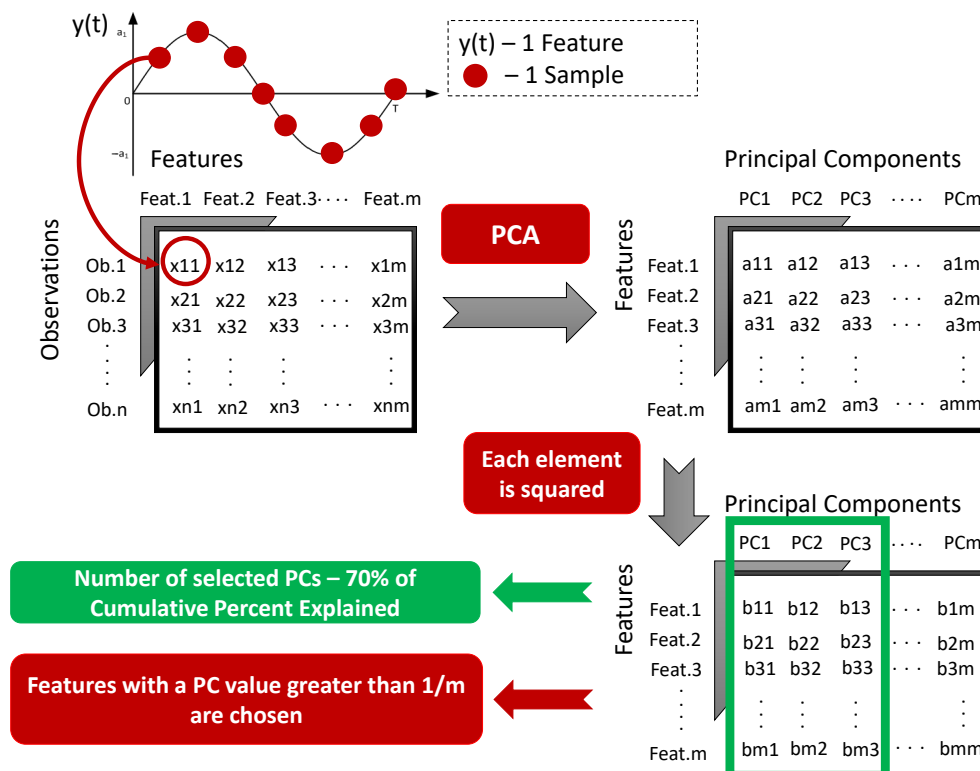 y(t)
a₁
0
−a₁
T
y(t) – 1 Feature
– 1 Sample
Features
Feat.1 Feat.2 Feat.3 ···· Feat.m
Observations
Ob.1 x11 x12 x13 · · · x1m
Ob.2 x21 x22 x23 · · · x2m
Ob.3 x31 x32 x33 · · · x3m
Ob.n xn1 xn2 xn3 · · · xnm
PCA
Principal Components
PC1 PC2 PC3 ···· PCm
Features
Feat.1 a11 a12 a13 · · · a1m
Feat.2 a21 a22 a23 · · · a2m
Feat.3 a31 a32 a33 · · · a3m
Feat.m am1 am2 am3 · · · amm
Each element
is squared
Principal Components
PC1 PC2 PC3 ···· PCm
Features
Feat.1 b11 b12 b13 · · · b1m
Feat.2 b21 b22 b23 · · · b2m
Feat.3 b31 b32 b33 · · · b3m
Feat.m bm1 bm2 bm3 · · · bmm
Number of selected PCs – 70% of
Cumulative Percent Explained
Features with a PC value greater than 1/m
are chosen